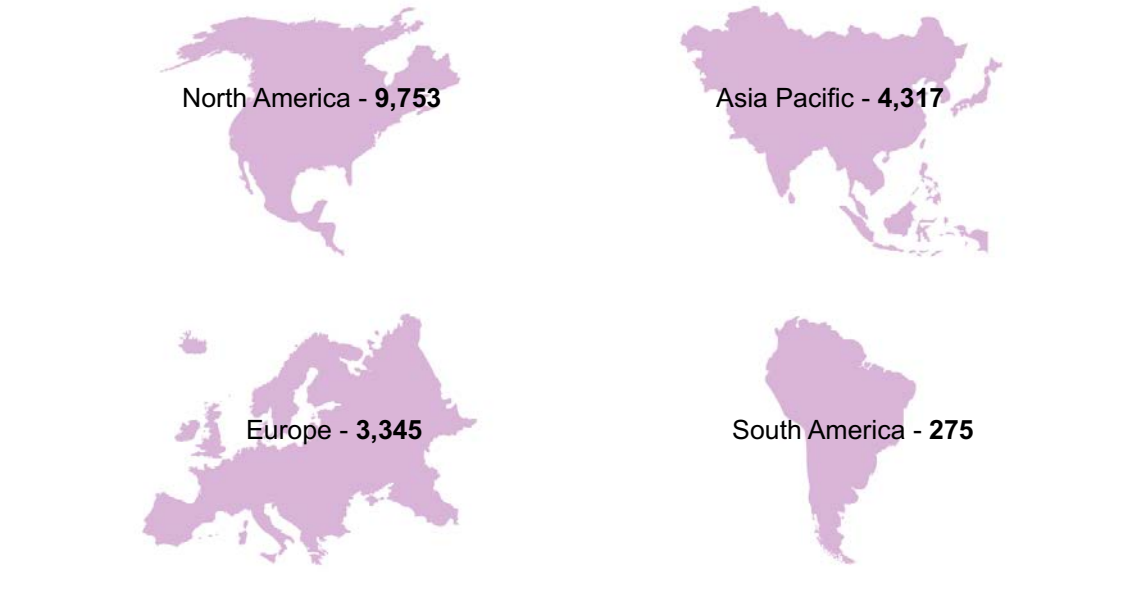 North America - 9,753
Asia Pacific - 4,317
Europe - 3,345
South America - 275